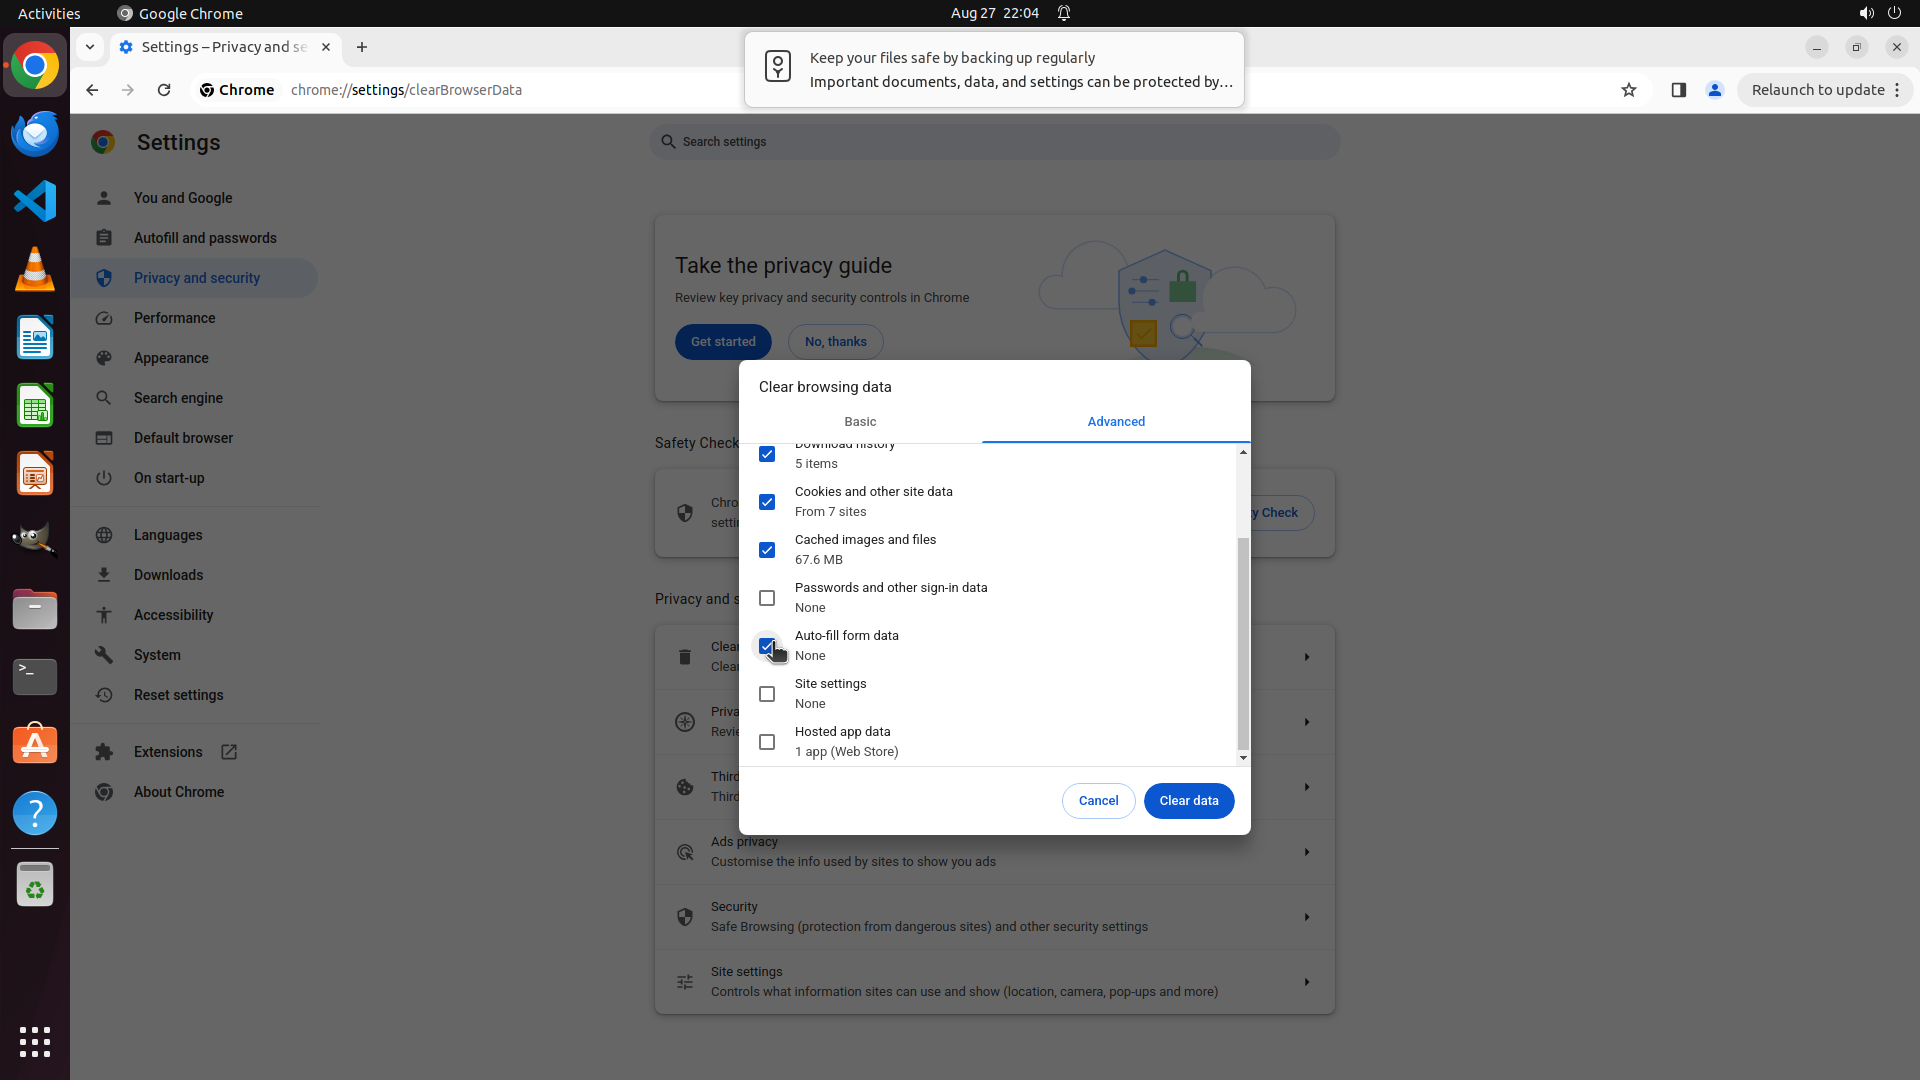 Activities
Google Chrome
Aug 27 22:04
Settings – Privacy and se
Keep your files safe by backing up regularly
Important documents, data, and settings can be protected by…
Chrome
chrome://settings/clearBrowserData
Relaunch to update
Settings
Search settings
You and Google
Autofill and passwords
Privacy and security
Performance
Appearance
Search engine
Default browser
On start-up
Languages
Downloads
Accessibility
System
Reset settings
Extensions
About Chrome
Take the privacy guide
Review key privacy and security controls in Chrome
Get started
No, thanks
Safety Check
Chro
settin
ty Check
Privacy and s
Clear
Clear
Priva
Revie
Third
Third
Ads privacy
Customise the info used by sites to show you ads
Security
Safe Browsing (protection from dangerous sites) and other security settings
Site settings
Controls what information sites can use and show (location, camera, pop-ups and more)
Clear browsing data
Basic
Advanced
Download history
5 items
Cookies and other site data
From 7 sites
Cached images and files
67.6 MB
Passwords and other sign-in data
None
Auto-fill form data
None
Site settings
None
Hosted app data
1 app (Web Store)
Cancel
Clear data